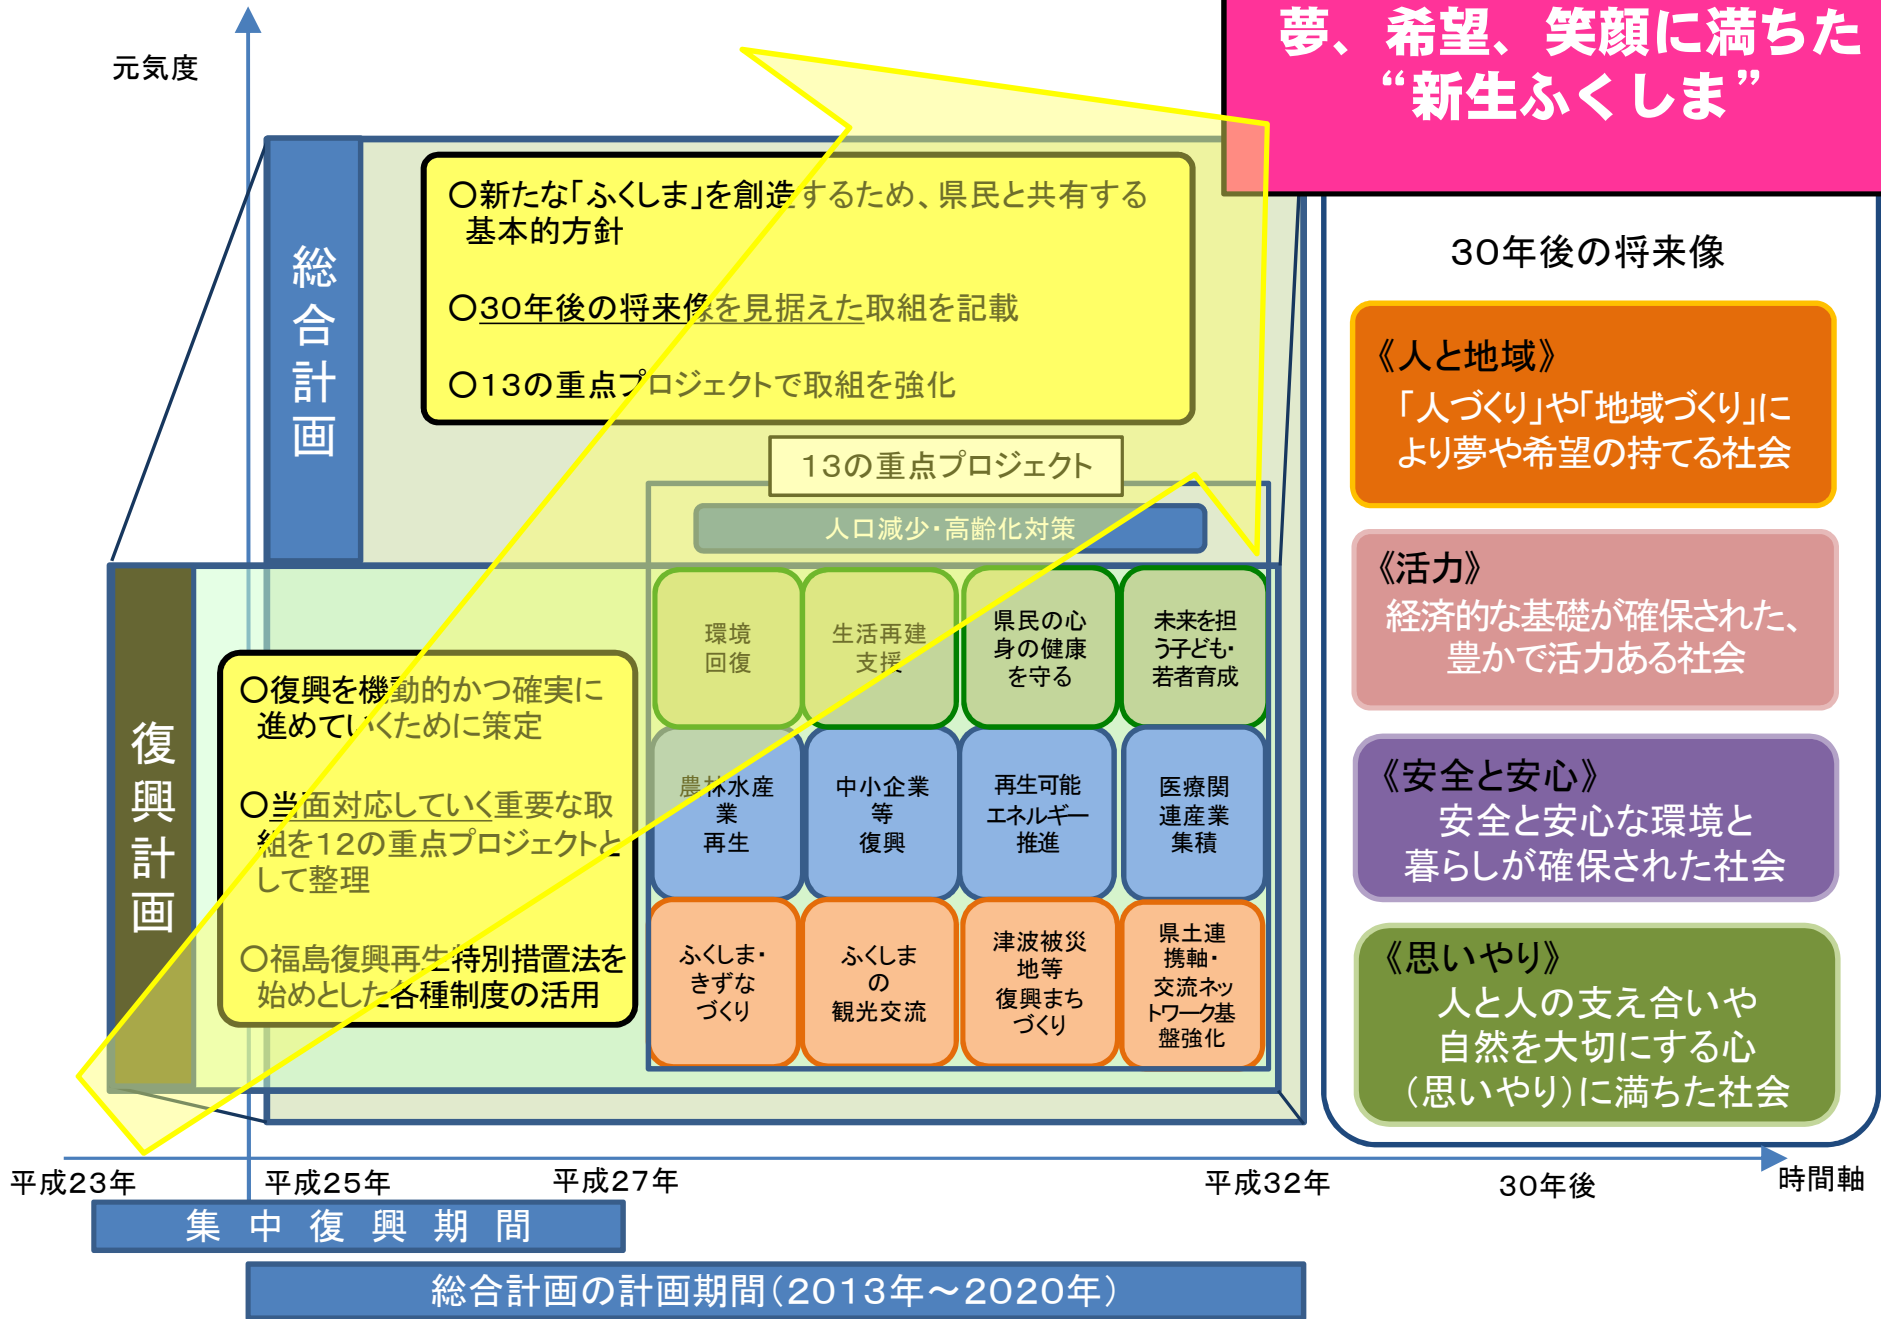 夢、希望、笑顔に満ちた
“新生ふくしま”
元気度
総合計画
〇新たな「ふくしま」を創造するため、県民と共有する
基本的方針
〇30年後の将来像を見据えた取組を記載
〇13の重点プロジェクトで取組を強化
13の重点プロジェクト
人口減少・高齢化対策
復興計画
〇復興を機動的かつ確実に
進めていくために策定
〇当面対応していく重要な取
組を12の重点プロジェクトと
して整理
〇福島復興再生特別措置法を
始めとした各種制度の活用
環境
回復
生活再建
支援
県民の心
身の健康
を守る
未来を担
う子ども・
若者育成
農林水産
業
再生
中小企業
等
復興
再生可能
エネルギー
推進
医療関
連産業
集積
ふくしま・
きずな
づくり
ふくしま
の
観光交流
津波被災
地等
復興まち
づくり
県土連
携軸・
交流ネッ
トワーク基
盤強化
30年後の将来像
《人と地域》
「人づくり」や「地域づくり」に
より夢や希望の持てる社会
《活力》
経済的な基礎が確保された、
豊かで活力ある社会
《安全と安心》
安全と安心な環境と
暮らしが確保された社会
《思いやり》
人と人の支え合いや
自然を大切にする心
（思いやり）に満ちた社会
平成23年
平成25年
平成27年
平成32年
30年後
時間軸
集中復興期間
総合計画の計画期間（2013年～2020年）